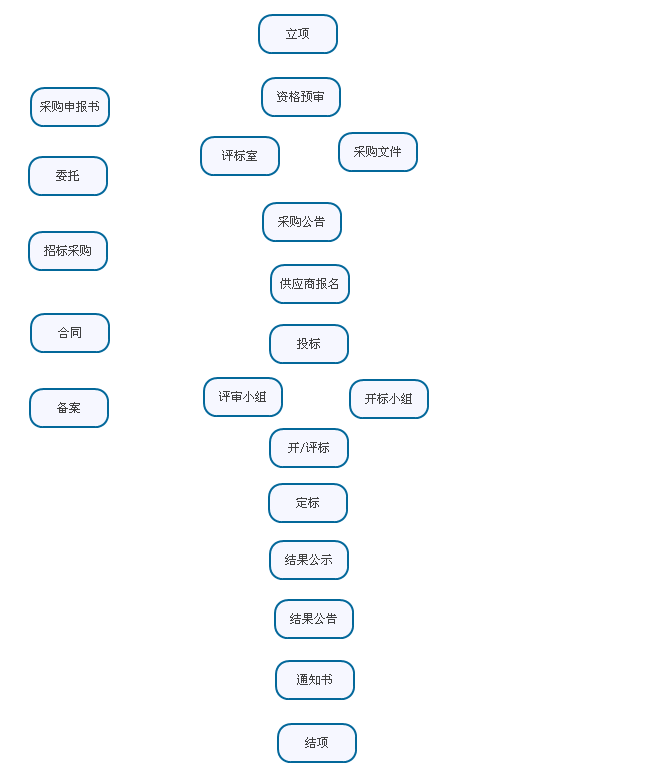 立项
资格预审
采购申报书
评标室
采购文件
委托
采购公告
招标采购
供应商报名
合同
投标
备案
评审小组
开标小组
开/评标
定标
结果公示
结果公告
通知书
结项